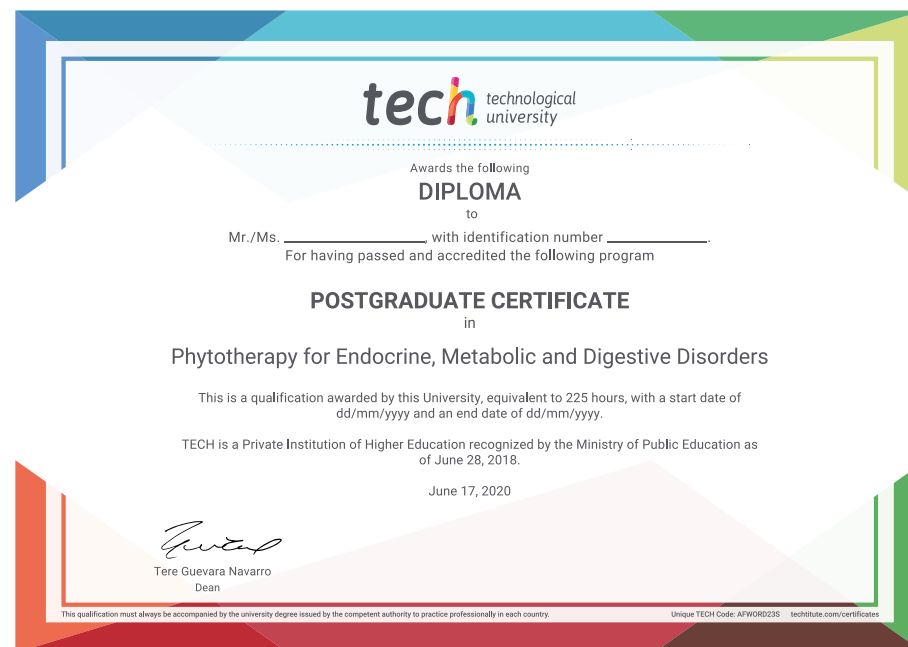 tech technological
university
Awards the following
DIPLOMA
to
Mr./Ms. ____________________, with identification number ______________.
For having passed and accredited the following program
POSTGRADUATE CERTIFICATE
in
Phytotherapy for Endocrine, Metabolic and Digestive Disorders
This is a qualification awarded by this University, equivalent to 225 hours, with a start date of
dd/mm/yyyy and an end date of dd/mm/yyyy.
TECH is a Private Institution of Higher Education recognized by the Ministry of Public Education as
of June 28, 2018.
June 17, 2020
Tere Guevara Navarro
Dean
This qualification must always be accompanied by the university degree issued by the competent authority to practice professionally in each country. Unique TECH Code: AFWORD23S techtitute.com/certificates